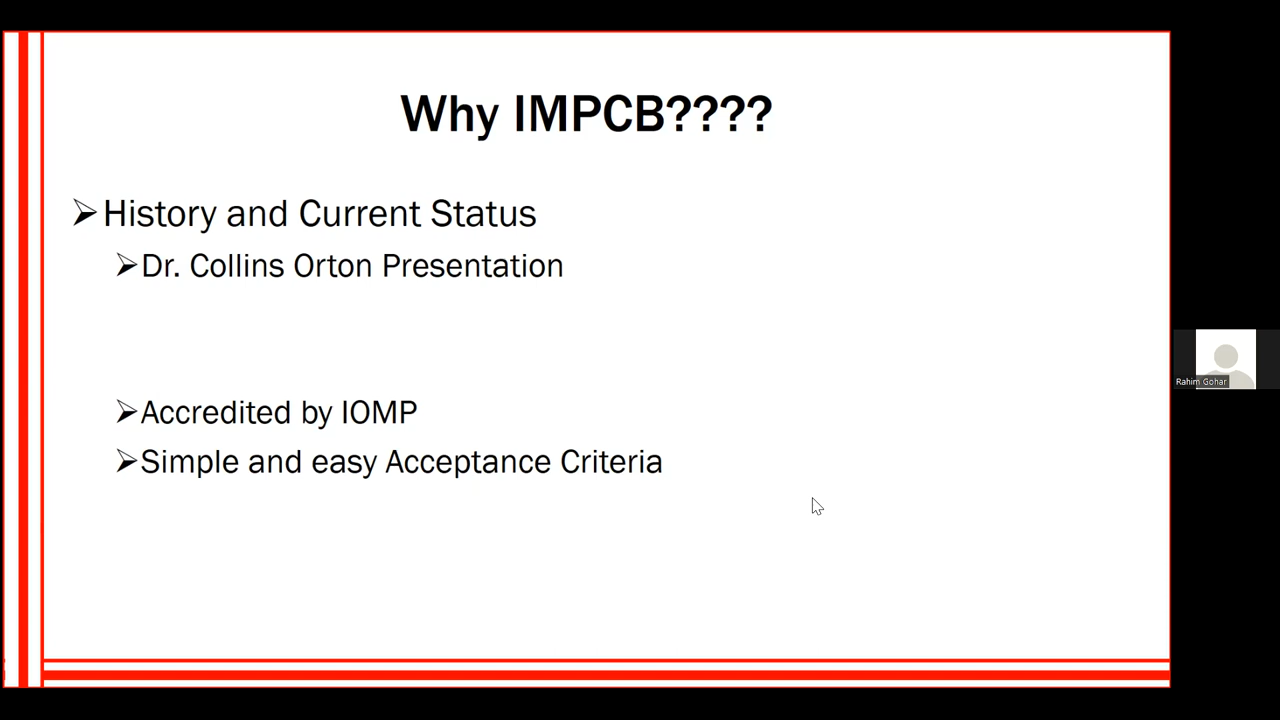 Why IMPCB????
➢History and Current Status
➢Dr. Collins Orton Presentation
➢Accredited by IOMP
➢Simple and easy Acceptance Criteria
Rahim Gohar